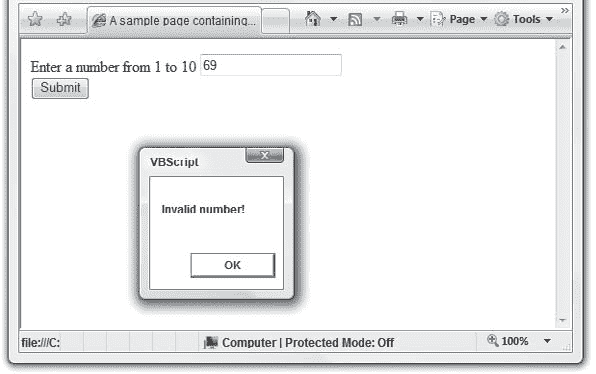 A sample page containing...
Page
Tools
Enter a number from 1 to 10 69
Submit
VBScript
Invalid number!
OK
file:///C:
Computer | Protected Mode: Off
100%